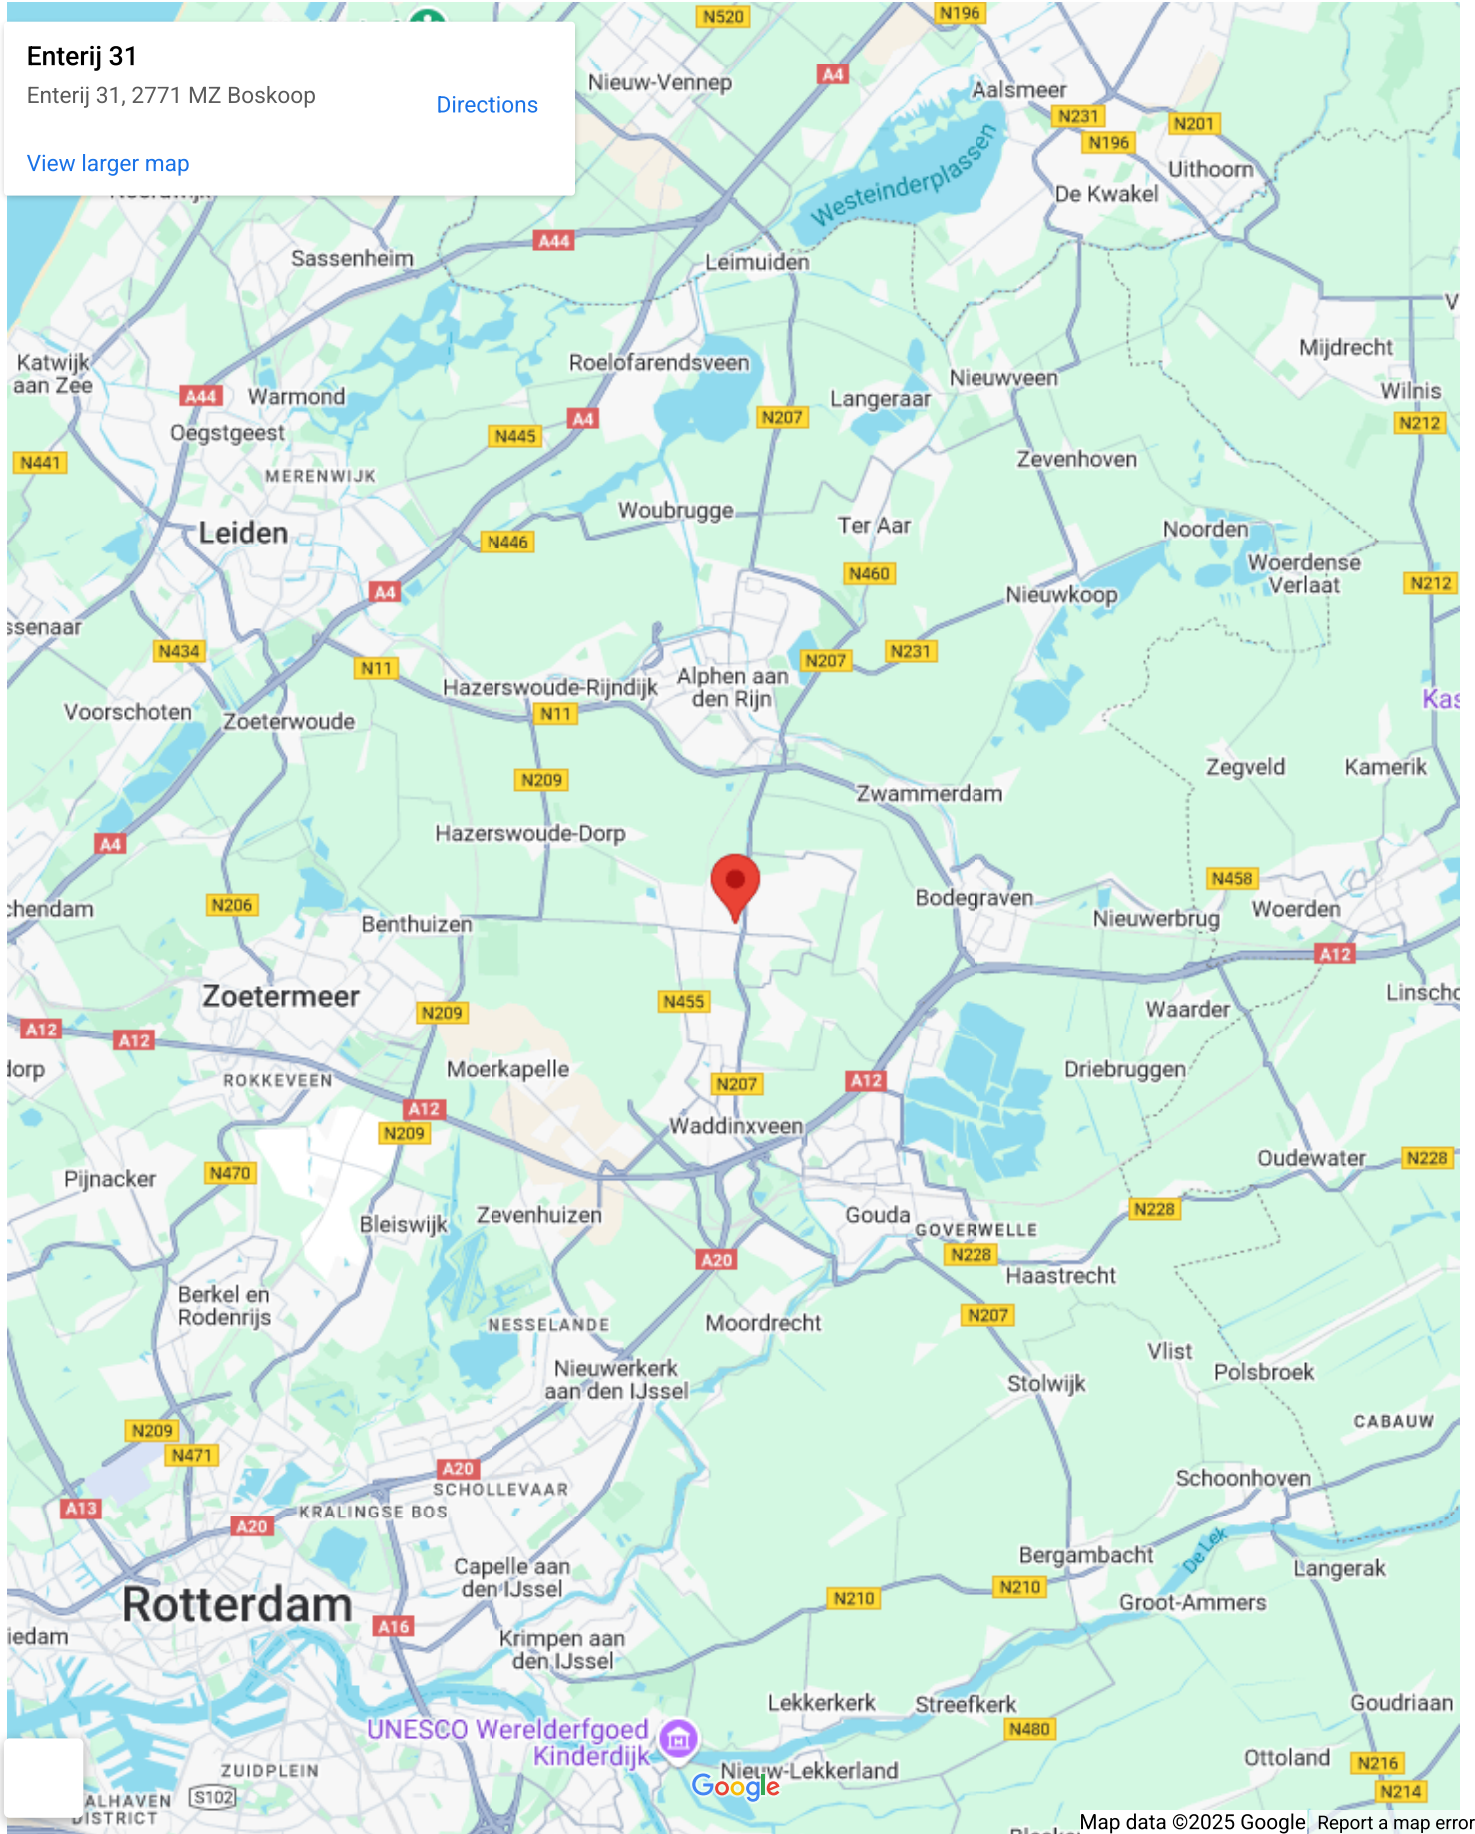 Enterij 31
Enterij 31, 2771 MZ Boskoop
Directions
View larger map
N520
N196
A4
Nieuw-Vennep
Aalsmeer
N231
N201
N196
Uithoorn
De Kwakel
Westeinderplassen
A44
Sassenheim
Leimuiden
Katwijk
aan Zee
Roelofarendsveen
Mijdrecht
Nieuwveen
A44
Warmond
Langeraar
Wilnis
A4
N207
N212
Oegstgeest
N445
N441
MERENWIJK
Zevenhoven
Woubrugge
Ter Aar
Leiden
Noorden
N446
Woerdense
Verlaat
N460
N212
A4
Nieuwkoop
ssenaar
N434
N11
N207
N231
Hazerswoude-Rijndijk
Alphen aan
den Rijn
Kas
Voorschoten
Zoeterwoude
N11
Zegveld
Kamerik
N209
Zwammerdam
Hazerswoude-Dorp
A4
N458
Bodegraven
N206
chendam
Benthuizen
Nieuwerbrug
Woerden
A12
Zoetermeer
N455
Linscho
N209
Waarder
A12
A12
dorp
Moerkapelle
Driebruggen
ROKKEVEEN
N207
A12
A12
N209
Waddinxveen
Pijnacker
N470
Oudewater
N228
N228
Bleiswijk
Zevenhuizen
Gouda
GOVERWELLE
A20
N228
Haastrecht
Berkel en
Rodenrijs
NESSELANDE
Moordrecht
N207
Vlist
Nieuwerkerk
aan den IJssel
Polsbroek
Stolwijk
N209
CABAUW
N471
A20
SCHOLLEVAAR
Schoonhoven
A13
KRALINGSE BOS
A20
De Lek
Bergambacht
Capelle aan
den IJssel
Langerak
N210
N210
Groot-Ammers
Rotterdam
A16
iedam
Krimpen aan
den IJssel
Lekkerkerk
Streefkerk
Goudriaan
UNESCO Werelderfgoed
Kinderdijk
N480
Ottoland
N216
ZUIDPLEIN
Nieuw-Lekkerland
Google
N214
S102
ALHAVEN
DISTRICT
Map data ©2025 Google
Report a map error